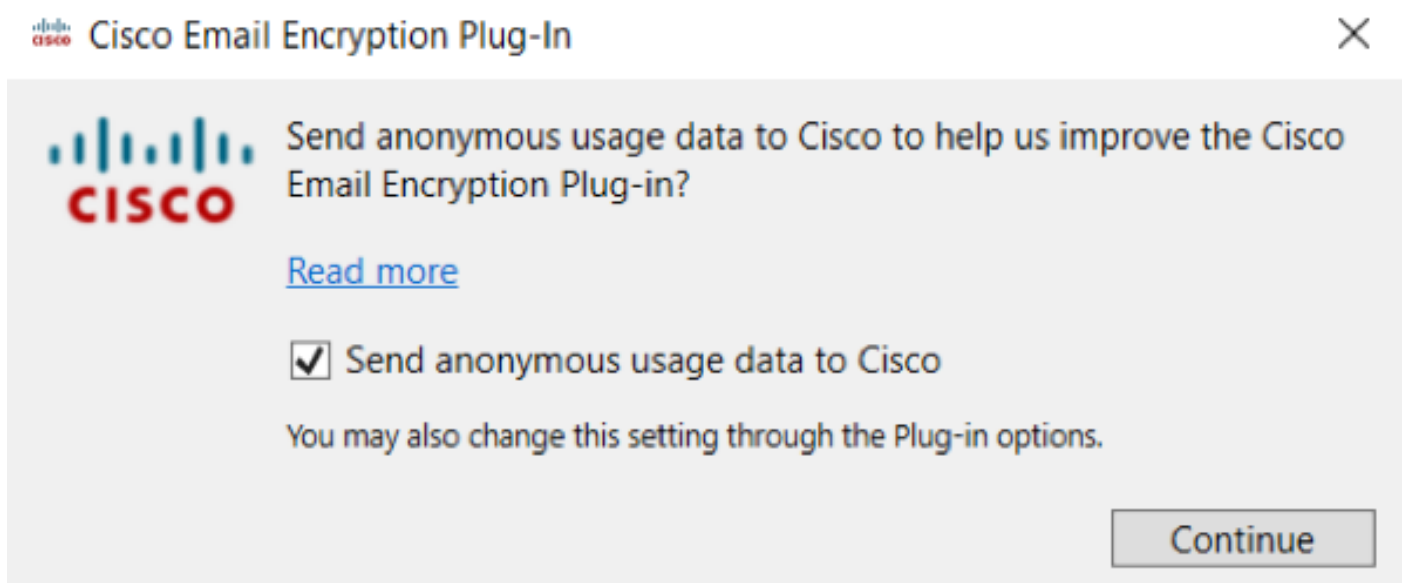 CISCO Cisco Email Encryption Plug-In
CISCO
Send anonymous usage data to Cisco to help us improve the Cisco
Email Encryption Plug-in?
Read more
Send anonymous usage data to Cisco
You may also change this setting through the Plug-in options.
Continue